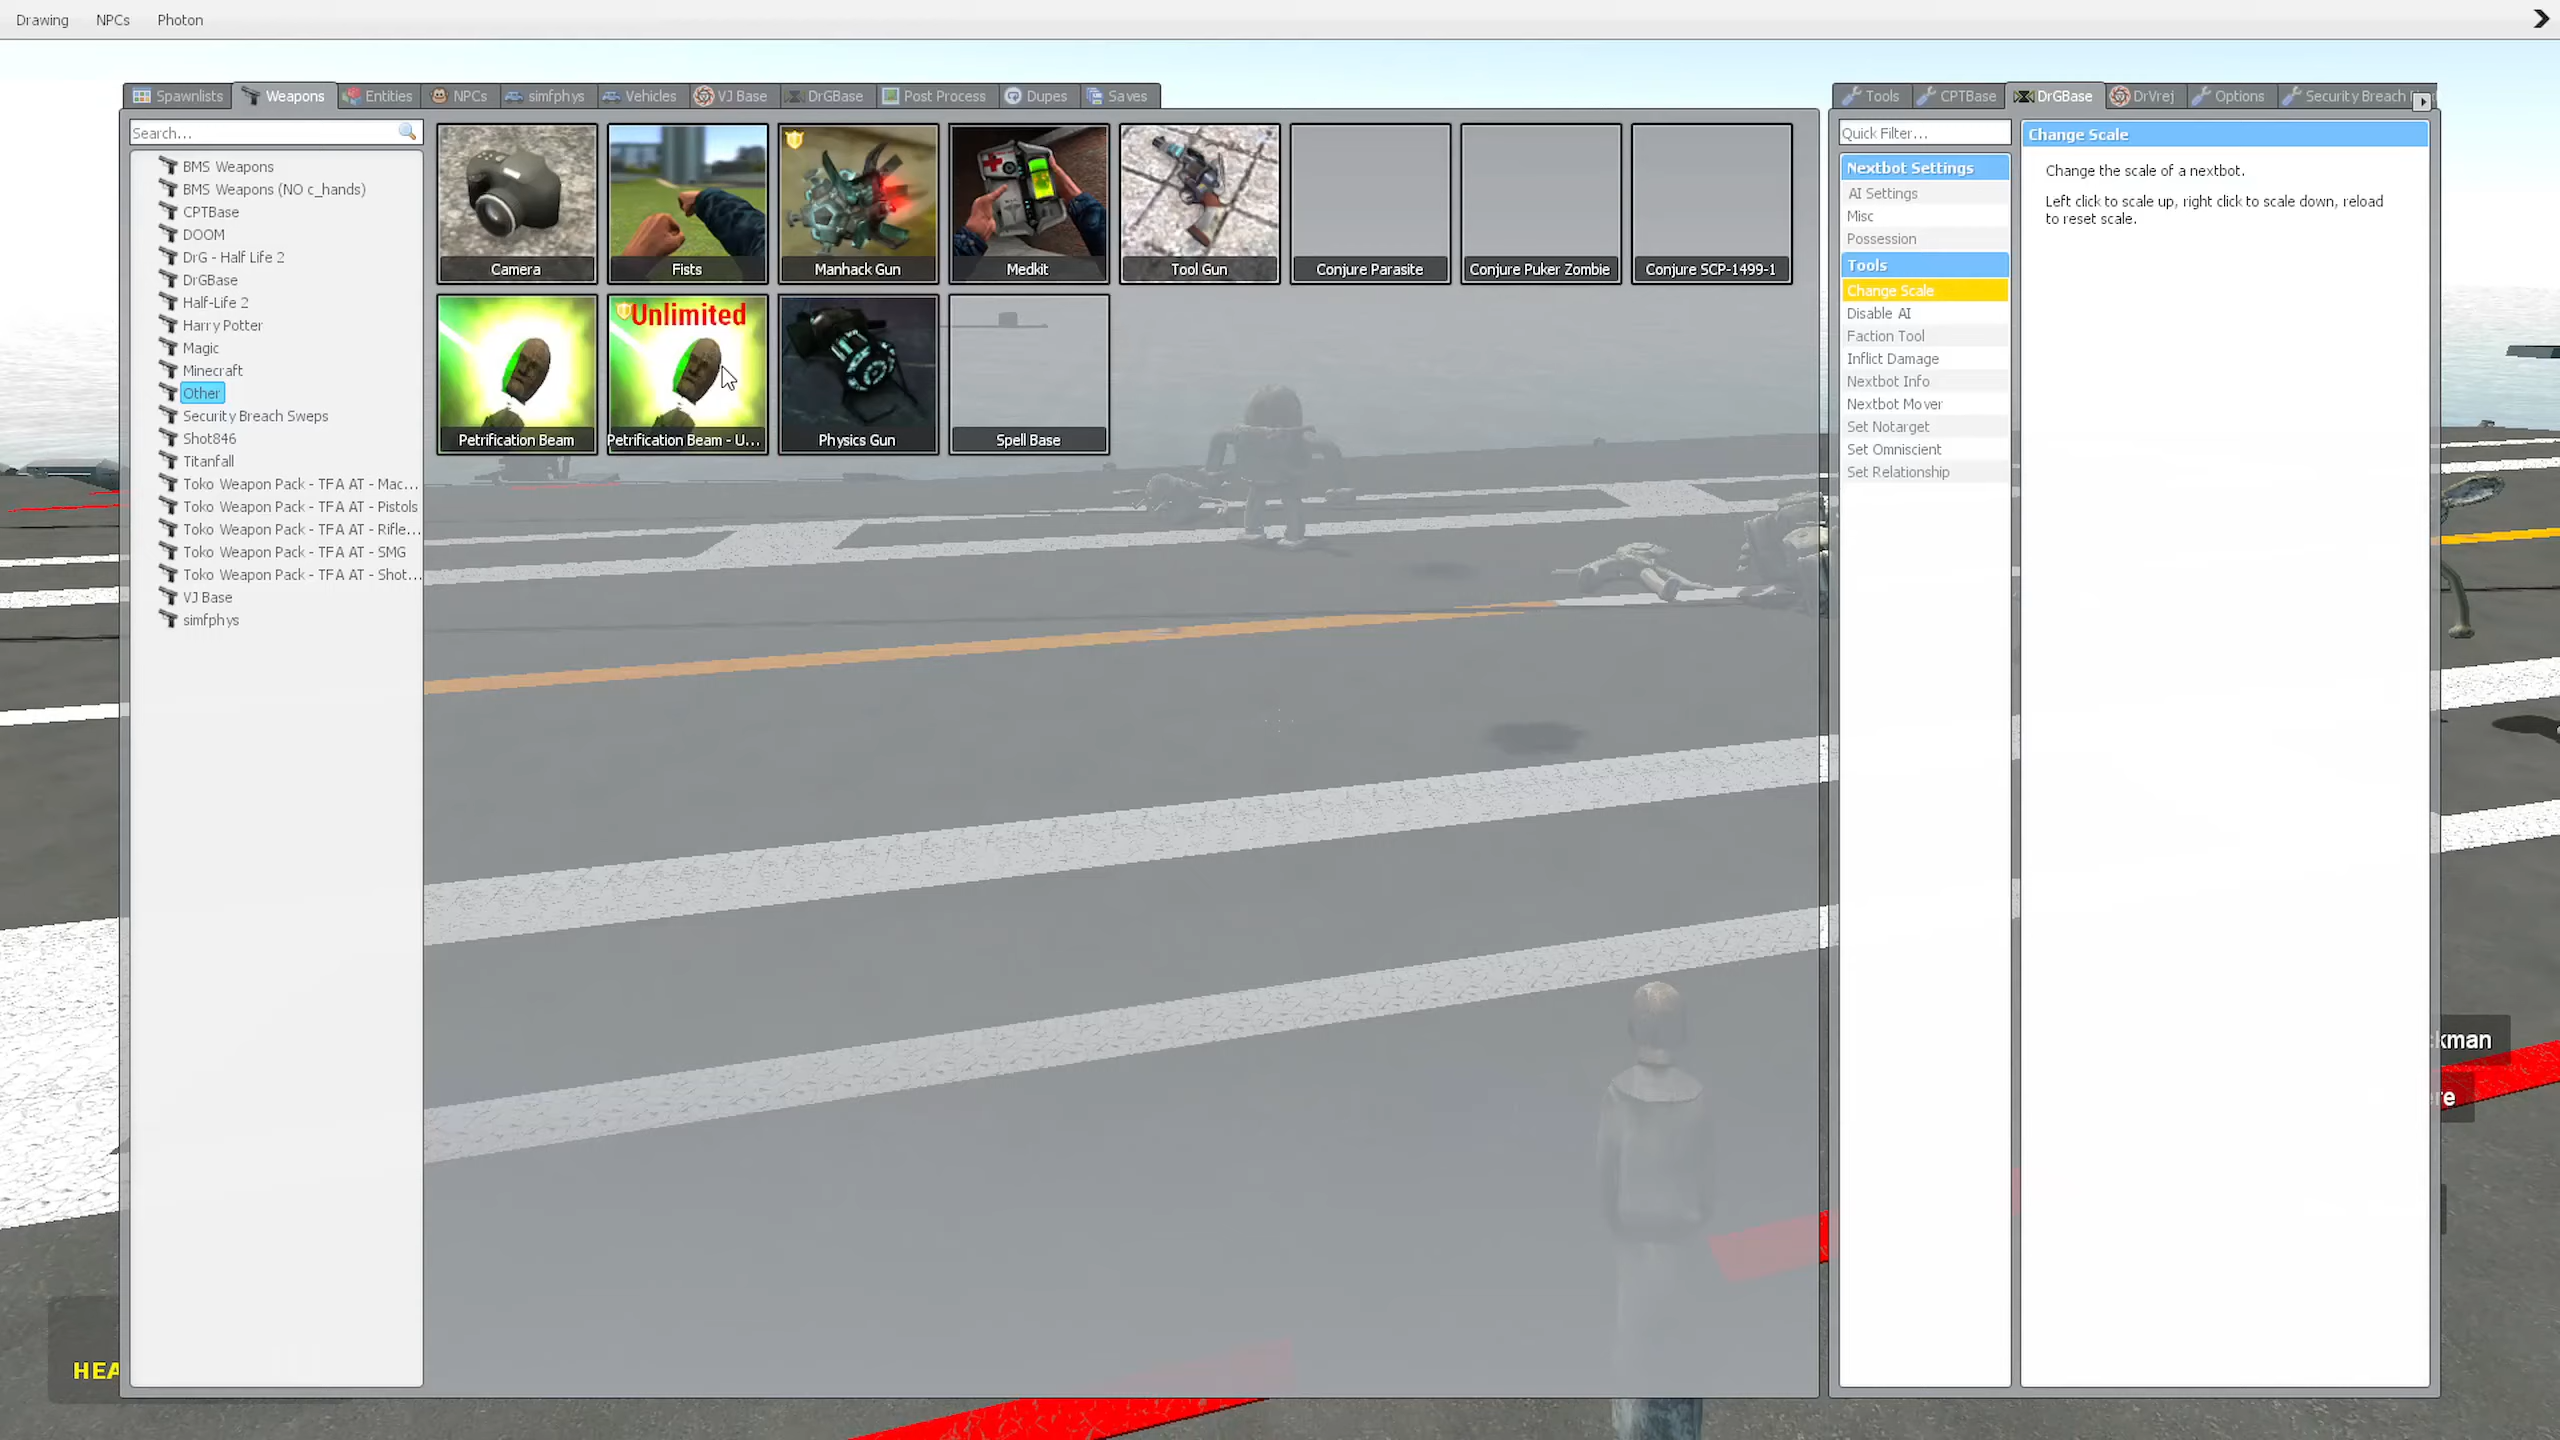 Drawing NPCs Photon
Spawnlists Weapons Entities NPCs simfphys Vehicles VJ Base DrGBase Post Process Dupes Saves
Search...
BMS Weapons
BMS Weapons (NO c_hands)
CPTBase
DOOM
DrG - Half Life 2
DrGBase
Half-Life 2
Harry Potter
Magic
Minecraft
Other
Security Breach Sweps
Shot846
Titanfall
Toko Weapon Pack - TFA AT - Mac...
Toko Weapon Pack - TFA AT - Pistols
Toko Weapon Pack - TFA AT - Rifle...
Toko Weapon Pack - TFA AT - SMG
Toko Weapon Pack - TFA AT - Shot...
VJ Base
simfphys
Camera Fists Manhack Gun Medkit Tool Gun Conjure Parasite Conjure Puker Zombie Conjure SCP-1499-1
Unlimited
Petrification Beam Petrification Beam - U... Physics Gun Spell Base
Tools CPTBase DrGBase DrVrej Options Security Breach
Quick Filter...
Nextbot Settings
AI Settings
Misc
Possession
Tools
Change Scale
Disable AI
Faction Tool
Inflict Damage
Nextbot Info
Nextbot Mover
Set Notarget
Set Omniscient
Set Relationship
Change Scale
Change the scale of a nextbot.
Left click to scale up, right click to scale down, reload
to reset scale.
kman
re
HEA